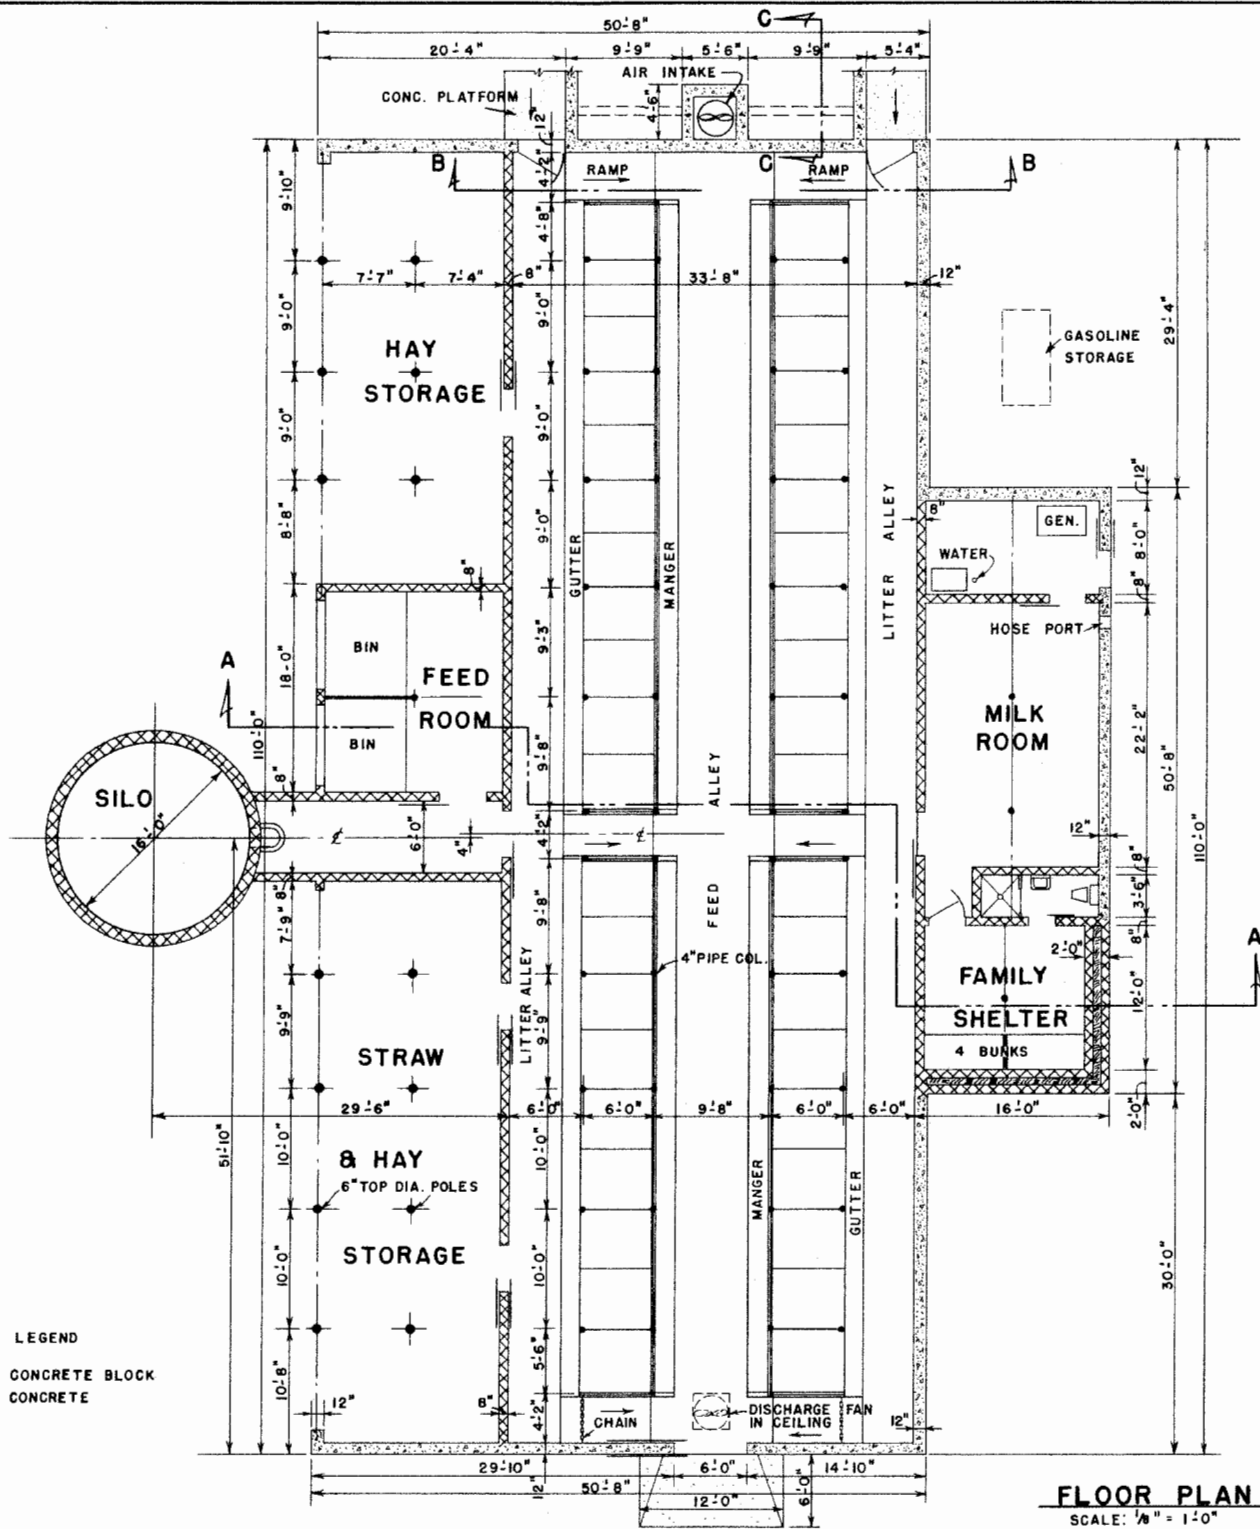 C
50'-8"
20'-4" 9'-9" 5'-6" 9'-9" 5'-4"
AIR INTAKE
CONC. PLATFORM
4'-6"
12"
C
B
RAMP
RAMP
B
4'-2"
9'-10"
4'-8"
7'-7" 7'-4" 8" 33'-8" 12"
9'-0"
9'-0"
HAY
STORAGE
GASOLINE
STORAGE
29'-4"
9'-0"
9'-0"
8'-8"
9'-0"
12"
8"
GEN.
LITTER ALLEY
8'-0"
WATER
GUTTER
MANGER
8"
8"
HOSE PORT
9'-3"
BIN
FEED
ROOM
18'-0"
A
110'-0"
BIN
9'-8"
MILK
ROOM
22'-2"
50'-8"
110'-0"
SILO
16'-0"
8"
ALLEY
6'-0"
4'-2"
4"
℄
℄
12"
8"
3'-6"
8"
7'-9"
8"
9'-8"
FEED
4" PIPE COL.
2'-0"
A
FAMILY
SHELTER
12'-0"
4 BUNKS
LITTER ALLEY
9'-9"
9'-9"
STRAW
29'-6" 6'-0" 6'-0" 9'-8" 6'-0" 6'-0" 16'-0"
2'-0"
51'-10"
10'-0"
10'-0"
& HAY
6" TOP DIA. POLES
MANGER
GUTTER
STORAGE
10'-0"
10'-0"
30'-0"
LEGEND
CONCRETE BLOCK
CONCRETE
10'-8"
5'-6"
12"
8"
4'-2"
CHAIN
DISCHARGE FAN
IN CEILING
12"
29'-10" 6'-0" 14'-10"
50'-8"
12"
12'-0"
6'-0"
FLOOR PLAN
SCALE: 1/8" = 1'-0"